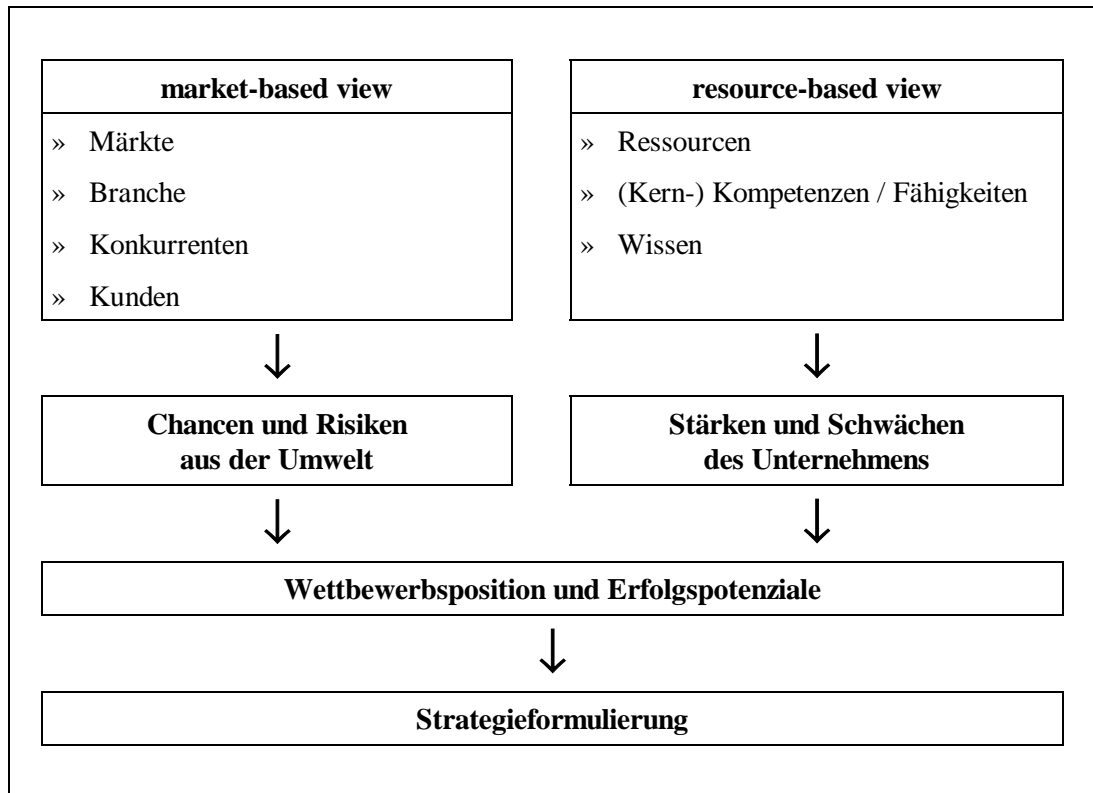 market-based view
» Märkte
» Branche
» Konkurrenten
» Kunden
resource-based view
» Ressourcen
» (Kern-) Kompetenzen / Fähigkeiten
» Wissen
Chancen und Risiken
aus der Umwelt
Stärken und Schwächen
des Unternehmens
Wettbewerbsposition und Erfolgspotenziale
Strategieformulierung